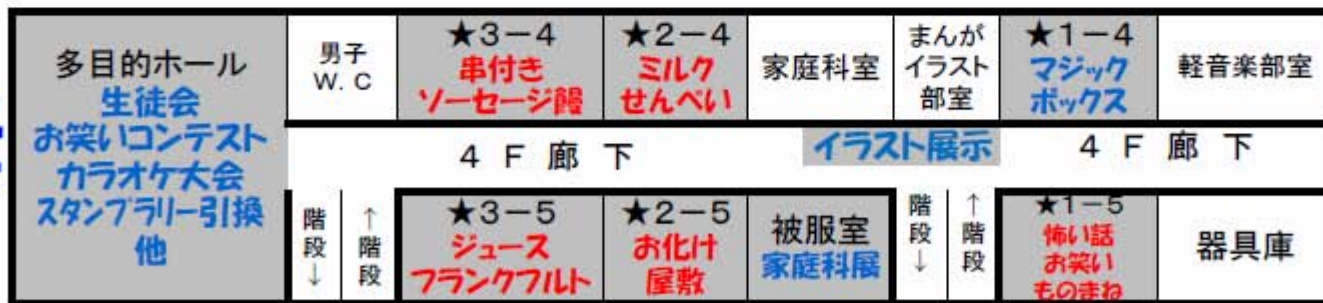 多目的ホール
生徒会
お笑いコンテスト
カラオケ大会
スタンプラリー引換
他
男子
W.C
★3-4
串付き
ソーセージ饅
★2-4
ミルク
せんべい
家庭科室
まんが
イラスト
部室
★1-4
マジック
ボックス
軽音楽部室
4F廊下
イラスト展示
4F廊下
階段↓
↑階段
★3-5
ジュース
フランクフルト
★2-5
お化け
屋敷
被服室
家庭科展
階段↓
↑階段
★1-5
怖い話
お笑い
ものまね
器具庫